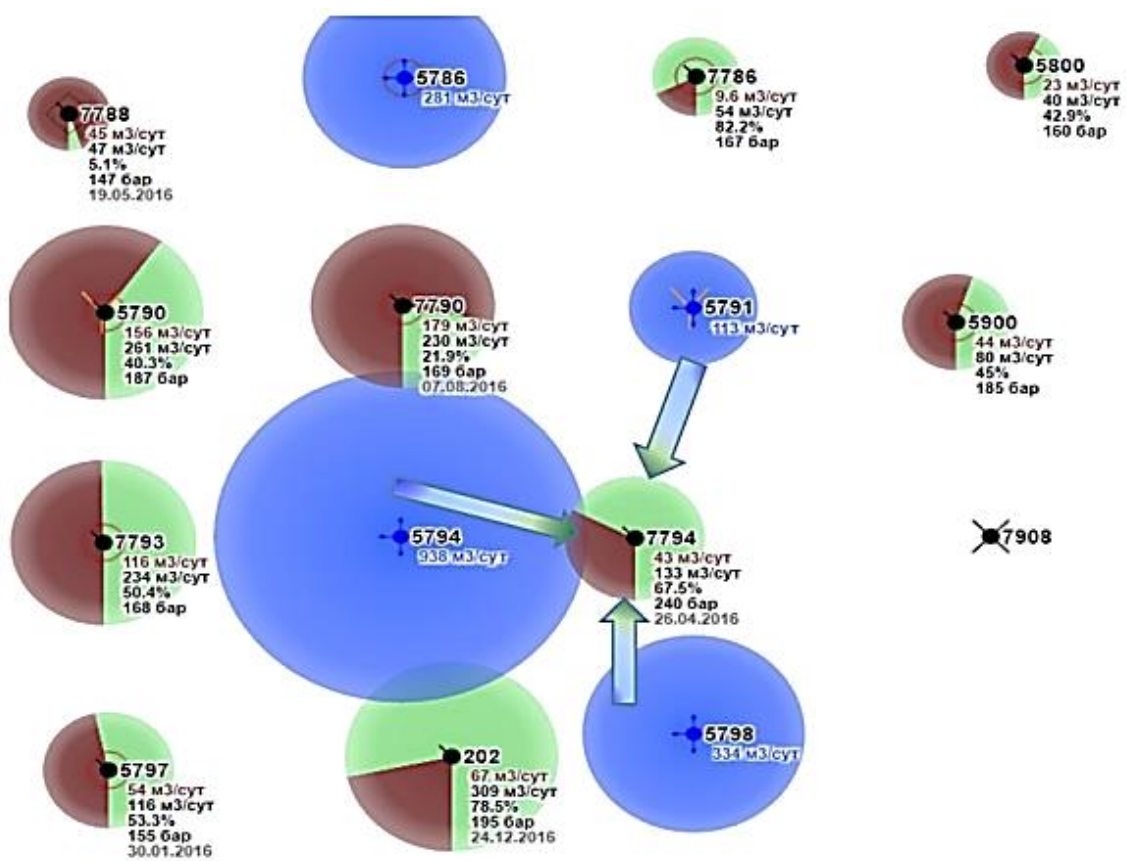 7788
45 м3/сут
47 м3/сут
5.1%
147 бар
19.05.2016
5786
281 м3/сут
7786
9.6 м3/сут
54 м3/сут
82.2%
167 бар
5800
23 м3/сут
40 м3/сут
42.9%
160 бар
5790
156 м3/сут
261 м3/сут
40.3%
187 бар
7790
179 м3/сут
230 м3/сут
21.9%
169 бар
07.08.2016
5791
113 м3/сут
5900
44 м3/сут
80 м3/сут
45%
185 бар
7793
116 м3/сут
234 м3/сут
50.4%
168 бар
5794
938 м3/сут
7794
43 м3/сут
133 м3/сут
67.5%
240 бар
26.04.2016
7908
5797
54 м3/сут
116 м3/сут
53.3%
155 бар
30.01.2016
202
67 м3/сут
309 м3/сут
78.5%
195 бар
24.12.2016
5798
334 м3/сут